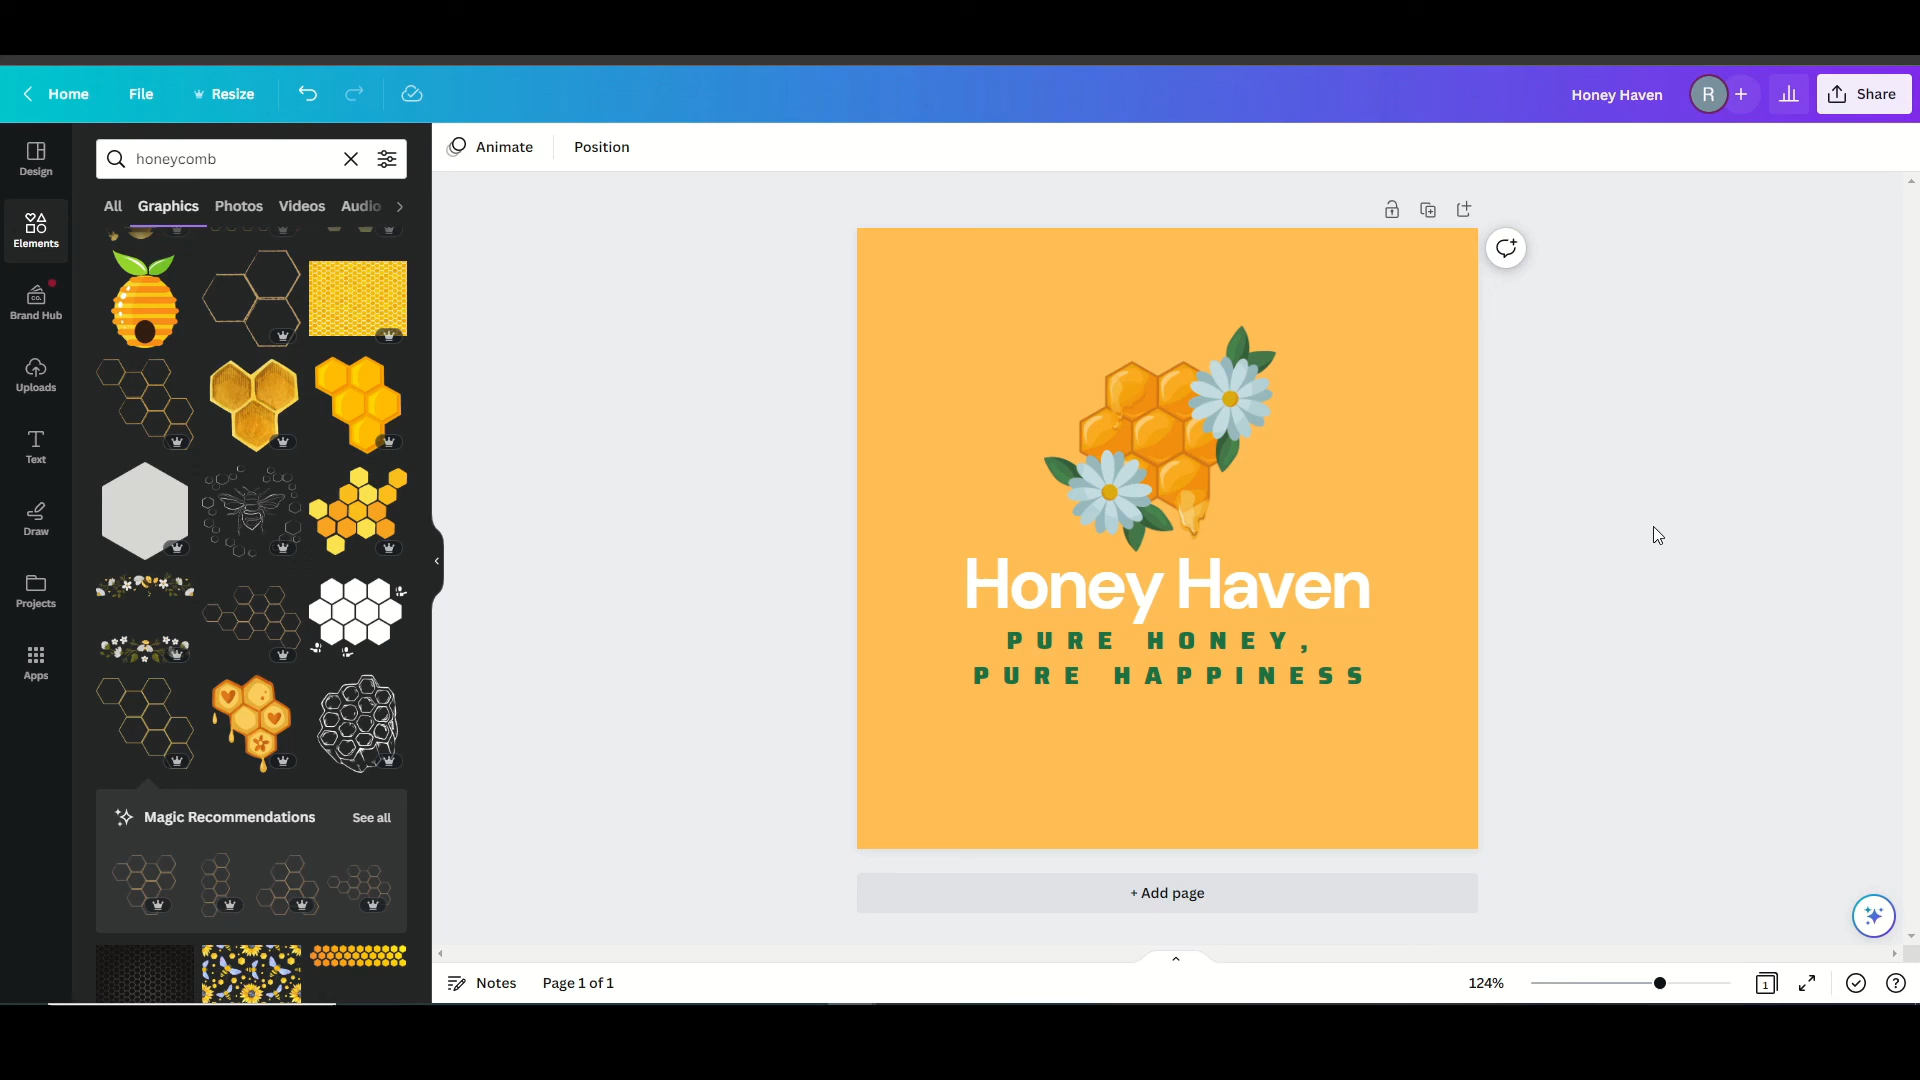 Home
File
Resize
Honey Haven
R
+
Share
Design
Elements
CO.
Brand Hub
Uploads
Text
Draw
Projects
Apps
honeycomb
All
Graphics
Photos
Videos
Audio
Magic Recommendations
See all
Animate
Position
Honey Haven
PURE HONEY,
PURE HAPPINESS
+ Add page
Notes
Page 1 of 1
124%
1
?